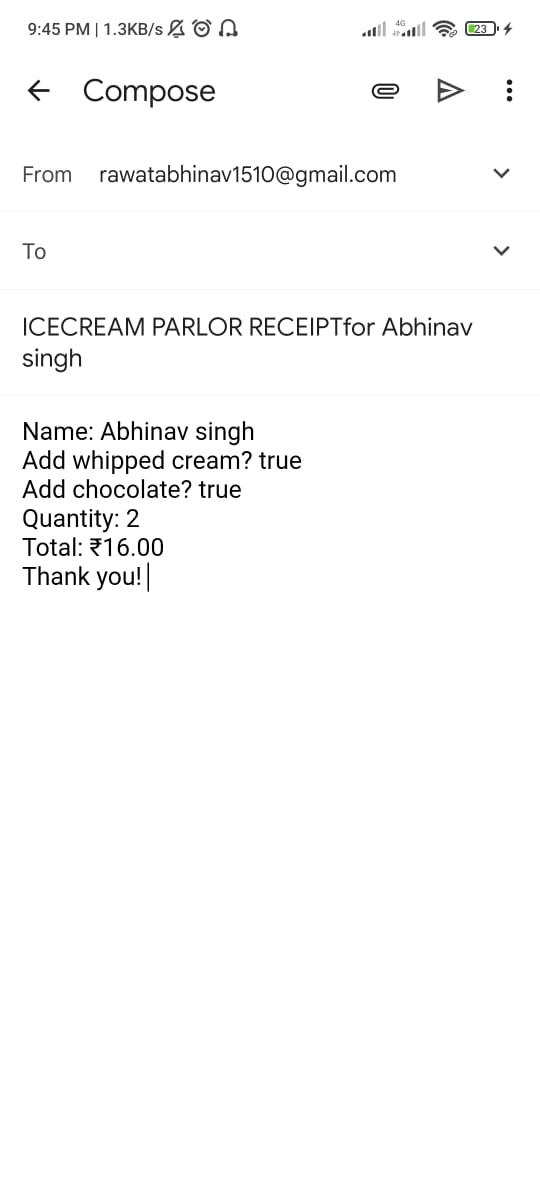 9:45 PM | 1.3KB/s 4G 23
Compose
From rawatabhinav1510@gmail.com
To
ICECREAM PARLOR RECEIPTfor Abhinav
singh
Name: Abhinav singh
Add whipped cream? true
Add chocolate? true
Quantity: 2
Total: ₹16.00
Thank you!